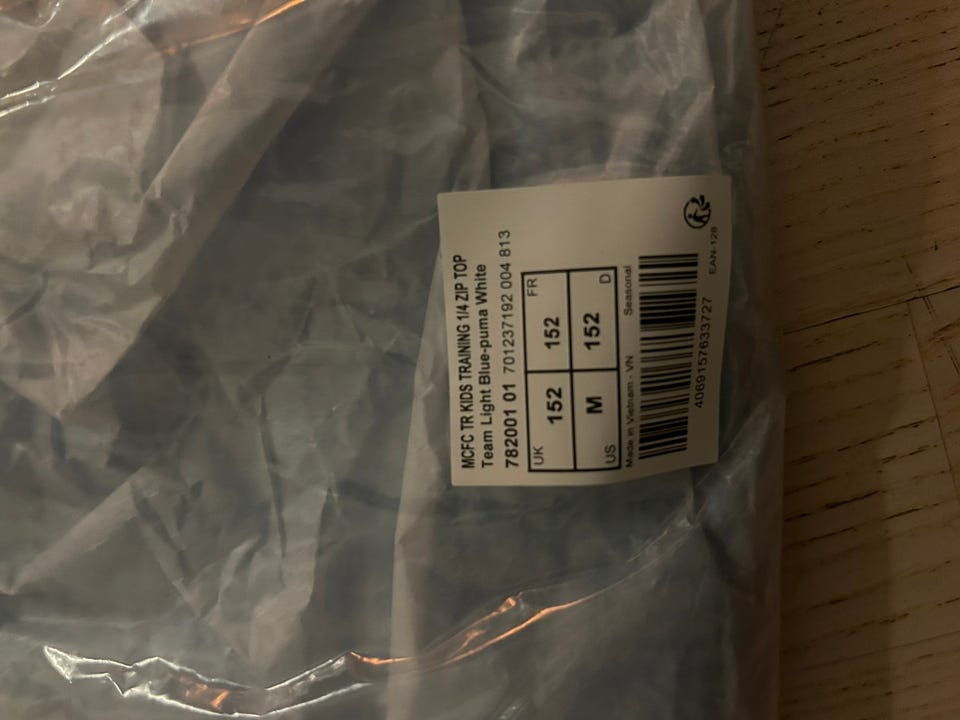 MCFC TR KIDS TRAINING 1/4 ZIP TOP
Team Light Blue-puma White
782001 01 701237192 004 813
UK 152 152 FR
US M 152 D
Made in Vietnam - VN Seasonal
4069157633727 EAN-128